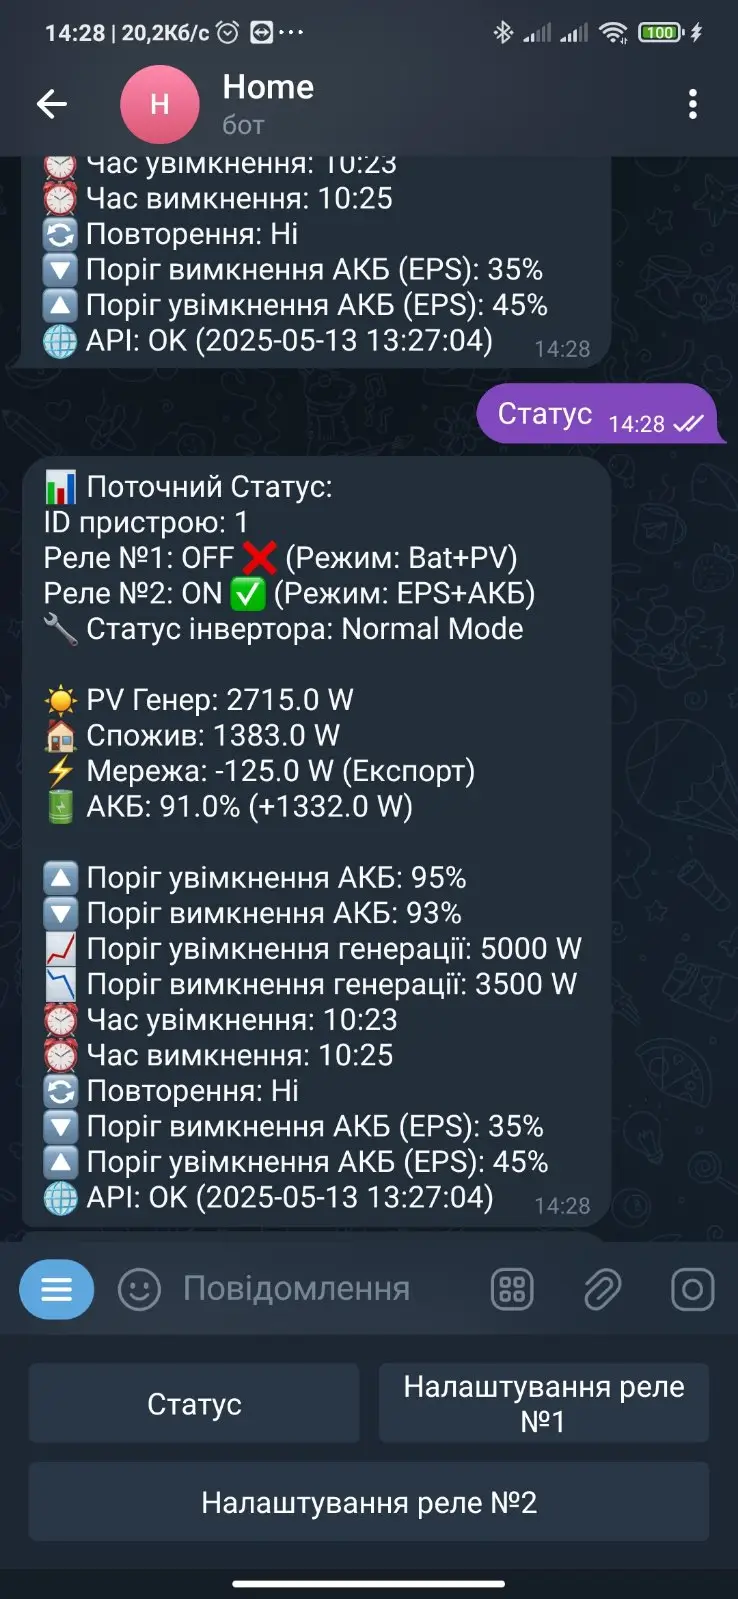 14:28 | 20,2Кб/с
100
H
Home
бот
Час увімкнення: 10:23
Час вимкнення: 10:25
Повторення: Ні
Поріг вимкнення АКБ (EPS): 35%
Поріг увімкнення АКБ (EPS): 45%
API: OK (2025-05-13 13:27:04) 14:28
Статус 14:28
Поточний Статус:
ID пристрою: 1
Реле №1: OFF ❌ (Режим: Bat+PV)
Реле №2: ON ✅ (Режим: EPS+АКБ)
Статус інвертора: Normal Mode
PV Генер: 2715.0 W
Спожив: 1383.0 W
Мережа: -125.0 W (Експорт)
АКБ: 91.0% (+1332.0 W)
Поріг увімкнення АКБ: 95%
Поріг вимкнення АКБ: 93%
Поріг увімкнення генерації: 5000 W
Поріг вимкнення генерації: 3500 W
Час увімкнення: 10:23
Час вимкнення: 10:25
Повторення: Ні
Поріг вимкнення АКБ (EPS): 35%
Поріг увімкнення АКБ (EPS): 45%
API: OK (2025-05-13 13:27:04) 14:28
Повідомлення
Статус
Налаштування реле
№1
Налаштування реле №2